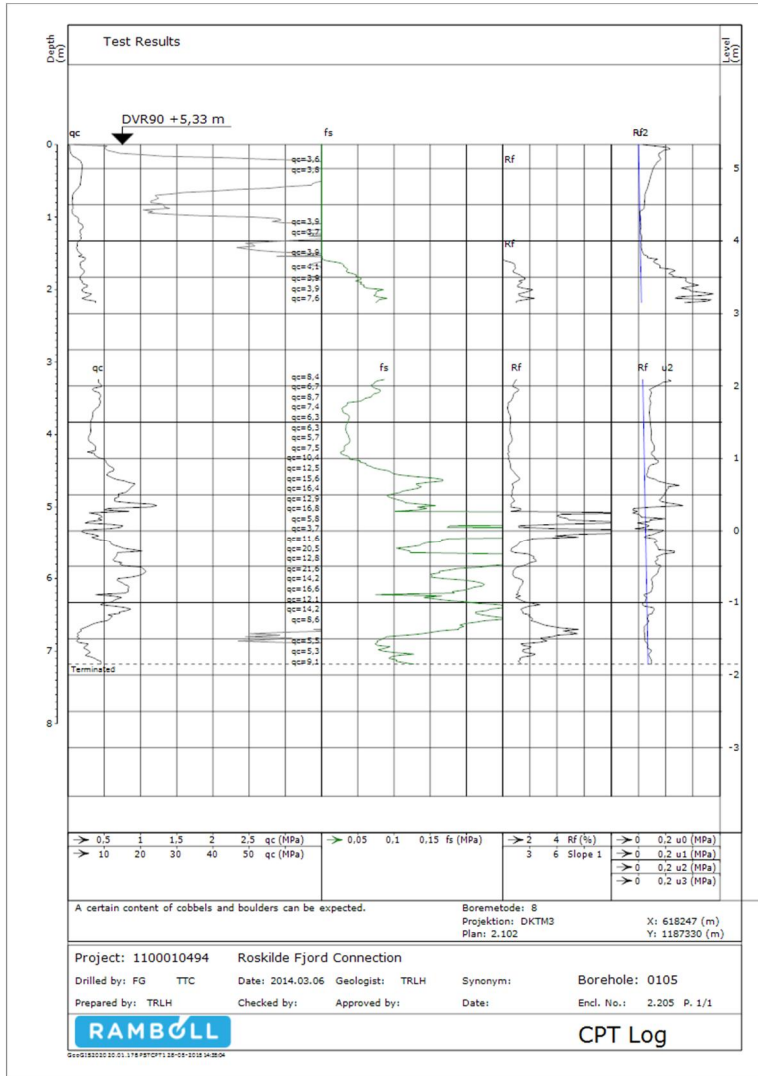 Test Results
Depth
(m)
Level
(m)
DVR90 +5,33 m
qc
fs
Rf2
0
1
2
3
4
5
6
7
8
5
4
3
2
1
0
-1
-2
-3
qc=3,6
qc=3,8
Rf
qc=3,9
qc=3,7
qc=3,8
Rf
qc=4,1
qc=3,9
qc=3,9
qc=7,6
qc
fs
Rf
Rf
u2
qc=8,4
qc=6,7
qc=8,7
qc=7,4
qc=6,3
qc=6,3
qc=5,7
qc=7,5
qc=10,4
qc=12,5
qc=15,6
qc=16,4
qc=12,9
qc=16,8
qc=5,8
qc=3,7
qc=11,6
qc=20,5
qc=12,8
qc=21,6
qc=14,2
qc=16,6
qc=12,1
qc=14,2
qc=8,6
qc=5,5
qc=5,3
qc=9,1
Terminated
0.5 1 1,5 2 2,5 qc (MPa)
10 20 30 40 50 qc (MPa)
0,05 0,1 0,15 fs (MPa)
2 4 Rf (%)
3 6 Slope 1
0 0,2 u0 (MPa)
0 0,2 u1 (MPa)
0 0,2 u2 (MPa)
0 0,2 u3 (MPa)
A certain content of cobbels and boulders can be expected.
Boremetode: 8
Projektion: DKTM3 X: 618247 (m)
Plan: 2.102 Y: 1187330 (m)
Project: 1100010494 Roskilde Fjord Connection
Drilled by: FG TTC Date: 2014.03.06 Geologist: TRLH Synonym: Borehole: 0105
Prepared by: TRLH Checked by: Approved by: Date: Encl. No.: 2.205 P. 1/1
RAMBOLL
CPT Log